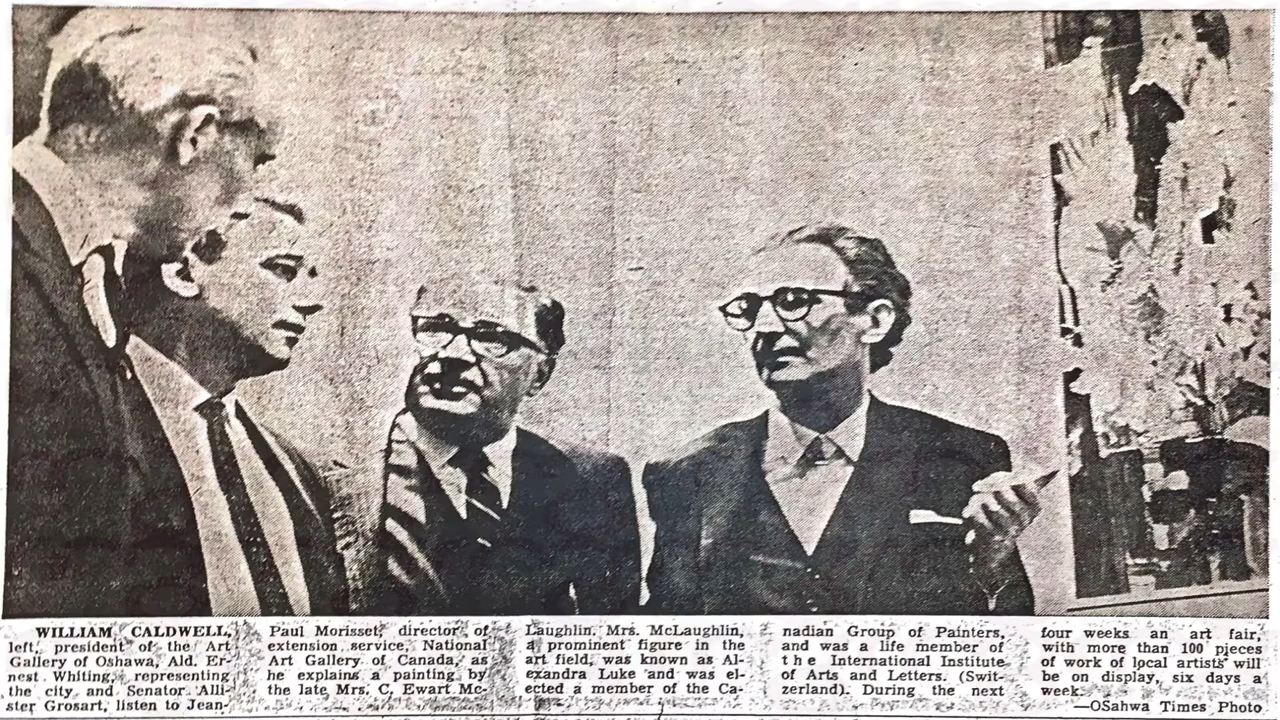 WILLIAM CALDWELL,
left, president of the Art
Gallery of Oshawa, Ald. Er-
nest Whiting, representing
the city and Senator Alli-
ster Grosart, listen to Jean-
Paul Morisset, director of
extension service, National
Art Gallery of Canada, as
he explains a painting by
the late Mrs. C. Ewart Mc-
Laughlin. Mrs. McLaughlin,
a prominent figure in the
art field, was known as Al-
exandra Luke and was el-
ected a member of the Ca-
nadian Group of Painters,
and was a life member of
the International Institute
of Arts and Letters. (Swit-
zerland). During the next
four weeks an art fair,
with more than 100 pieces
of work of local artists will
be on display, six days a
week.
—OSahwa Times Photo